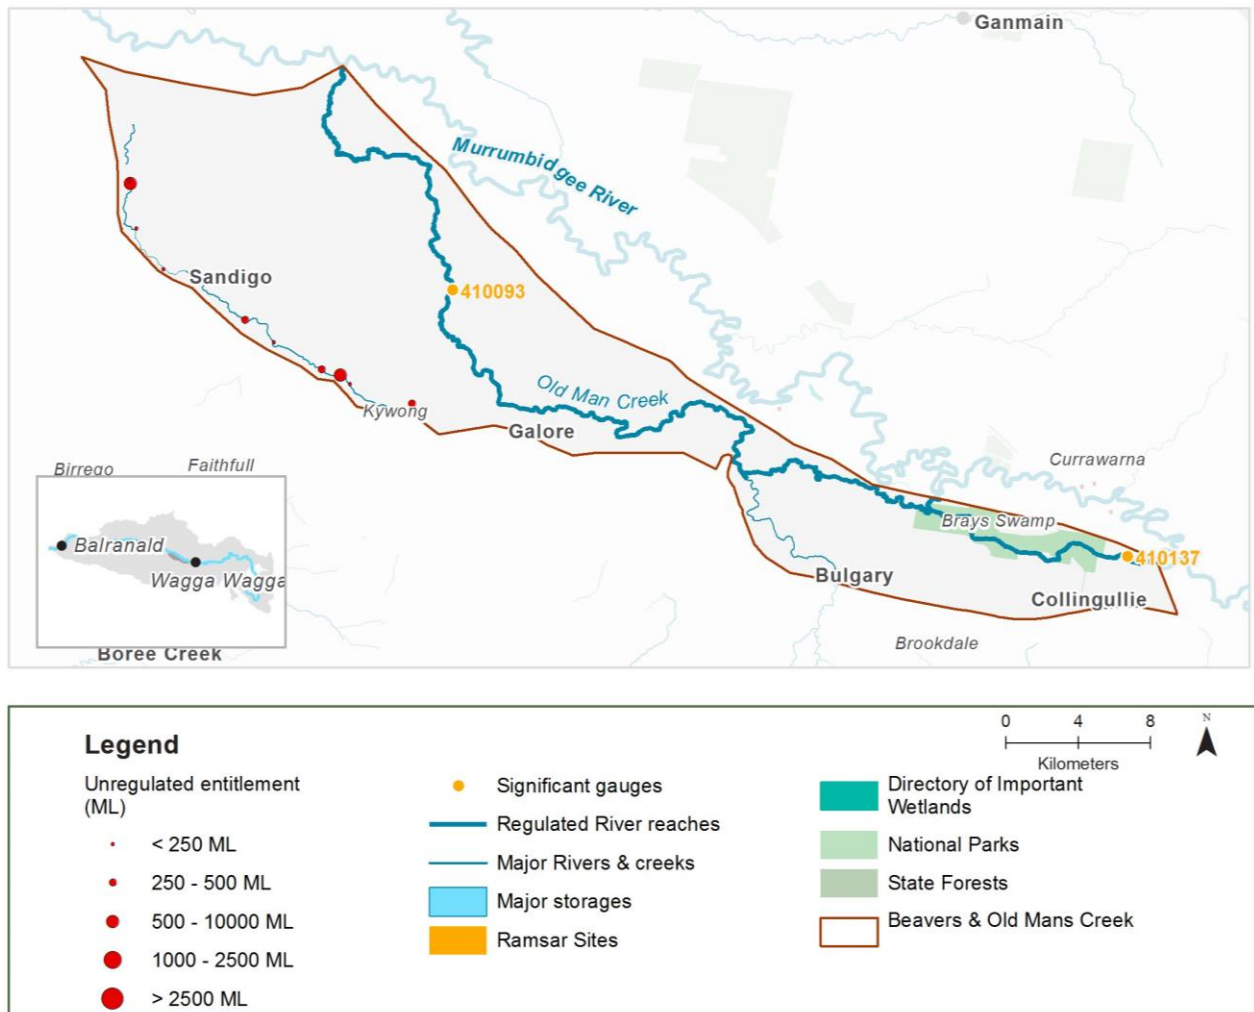 Ganmain
Murrumbidgee River
Sandigo
410093
Old Man Creek
Kywong
Galore
Currawarna
Birrego
Faithfull
Brays Swamp
Balranald
Wagga Wagga
410137
Bulgary
Collingullie
Brookdale
Boree Creek
0 4 8
Kilometers
N
Legend
Unregulated entitlement
(ML)
< 250 ML
250 - 500 ML
500 - 10000 ML
1000 - 2500 ML
> 2500 ML
Significant gauges
Regulated River reaches
Major Rivers & creeks
Major storages
Ramsar Sites
Directory of Important
Wetlands
National Parks
State Forests
Beavers & Old Mans Creek